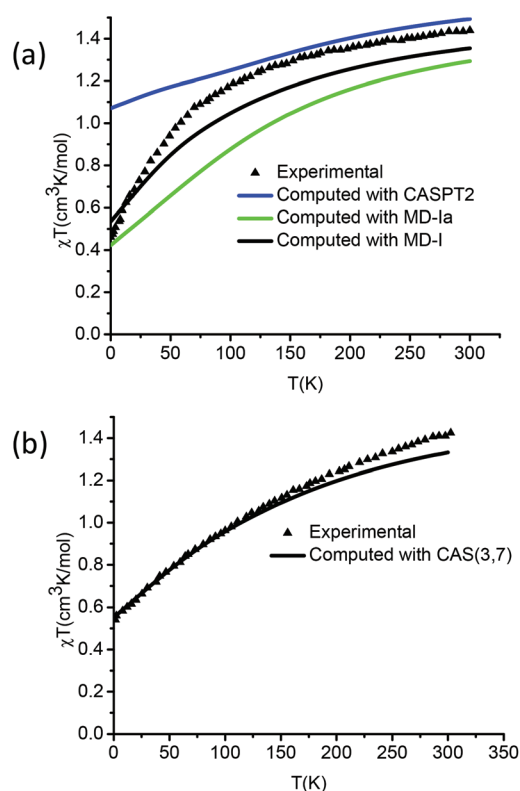 (a)
1.4
1.2
1.0
0.8
0.6
0.4
0.2
0.0
χT(cm³K/mol)
Experimental
Computed with CASPT2
Computed with MD-Ia
Computed with MD-I
0 50 100 150 200 250 300
T(K)
(b)
1.4
1.2
1.0
0.8
0.6
0.4
0.2
0.0
χT(cm³K/mol)
Experimental
Computed with CAS(3,7)
0 50 100 150 200 250 300
T(K)